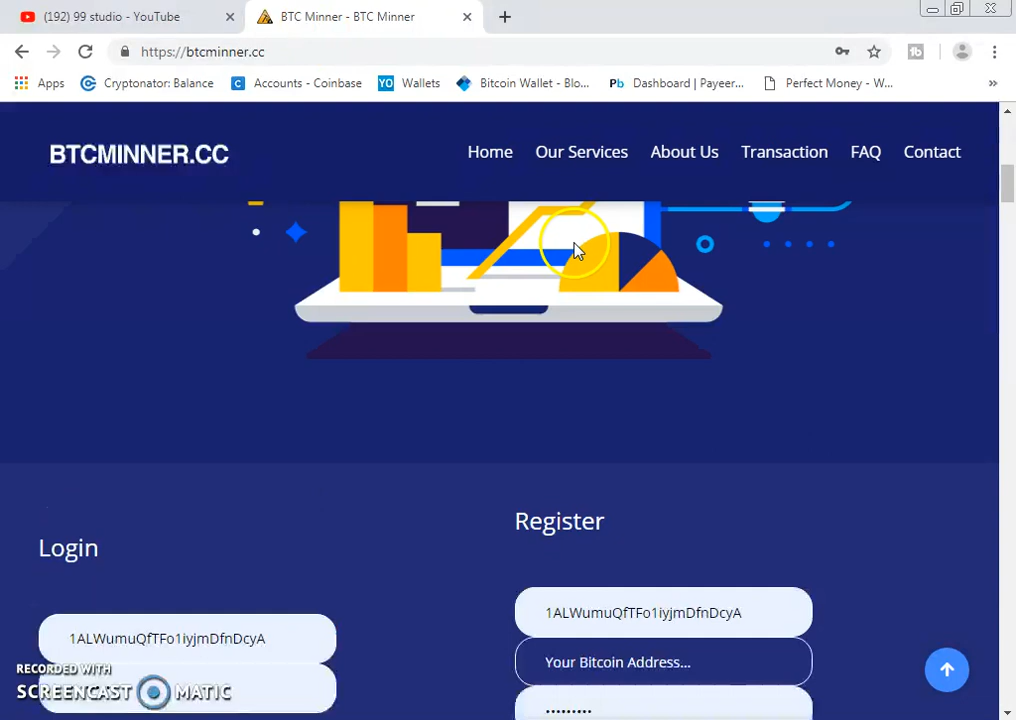 (192) 99 studio - YouTube
BTC Minner - BTC Minner
https://btcminner.cc
Apps
Cryptonator: Balance
Accounts - Coinbase
YO Wallets
Bitcoin Wallet - Blo...
Pb Dashboard | Payeer...
Perfect Money - W...
»
BTCMINNER.CC
Home
Our Services
About Us
Transaction
FAQ
Contact
Login
Register
1ALWumuQfTFo1iyjmDfnDcyA
1ALWumuQfTFo1iyjmDfnDcyA
Your Bitcoin Address...
RECORDED WITH
SCREENCAST MATIC